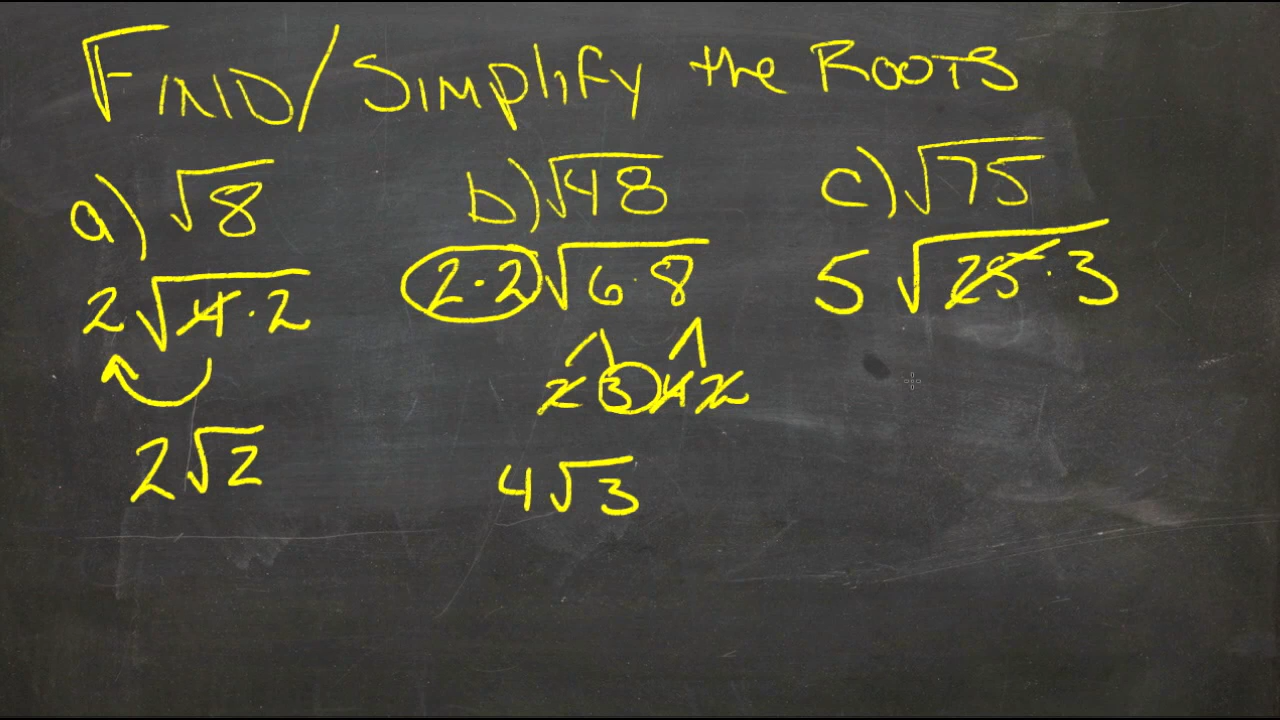 FIND/Simplify the ROOTS
a) √8 b) √48 c) √75
2√4·2 2·2√6·8 5√25·3
2 3 4 2
2√2 4√3